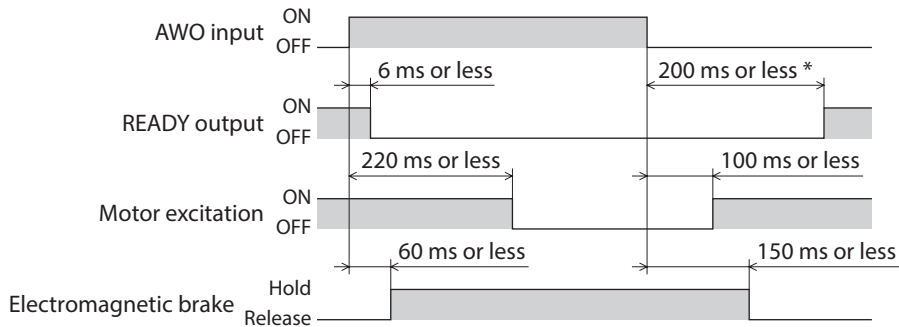 AWO input
ON
OFF
6 ms or less
200 ms or less *
READY output
ON
OFF
220 ms or less
100 ms or less
Motor excitation
ON
OFF
60 ms or less
150 ms or less
Electromagnetic brake
Hold
Release